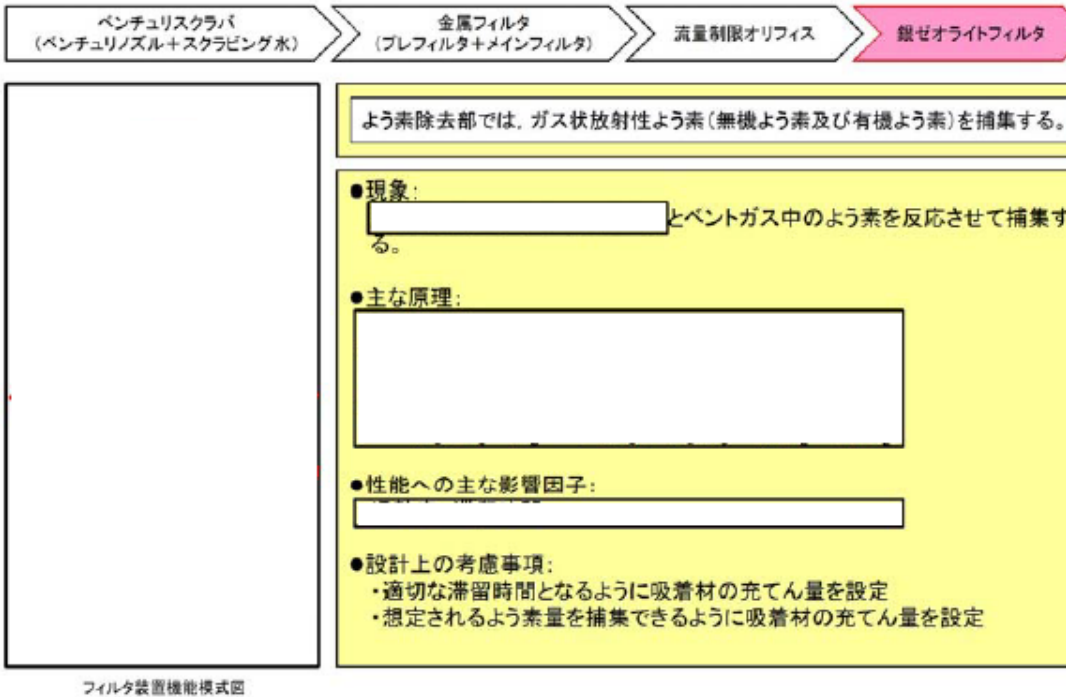 ベンチュリスクラバ
(ベンチュリノズル+スクラビング水)
金属フィルタ
(プレフィルタ+メインフィルタ)
流量制限オリフィス
銀ゼオライトフィルタ
よう素除去部では,ガス状放射性よう素(無機よう素及び有機よう素)を捕集する。
●現象:
とベントガス中のよう素を反応させて捕集す
る。
●主な原理:
●性能への主な影響因子:
●設計上の考慮事項:
・適切な滞留時間となるように吸着材の充てん量を設定
・想定されるよう素量を捕集できるように吸着材の充てん量を設定
フィルタ装置機能模式図